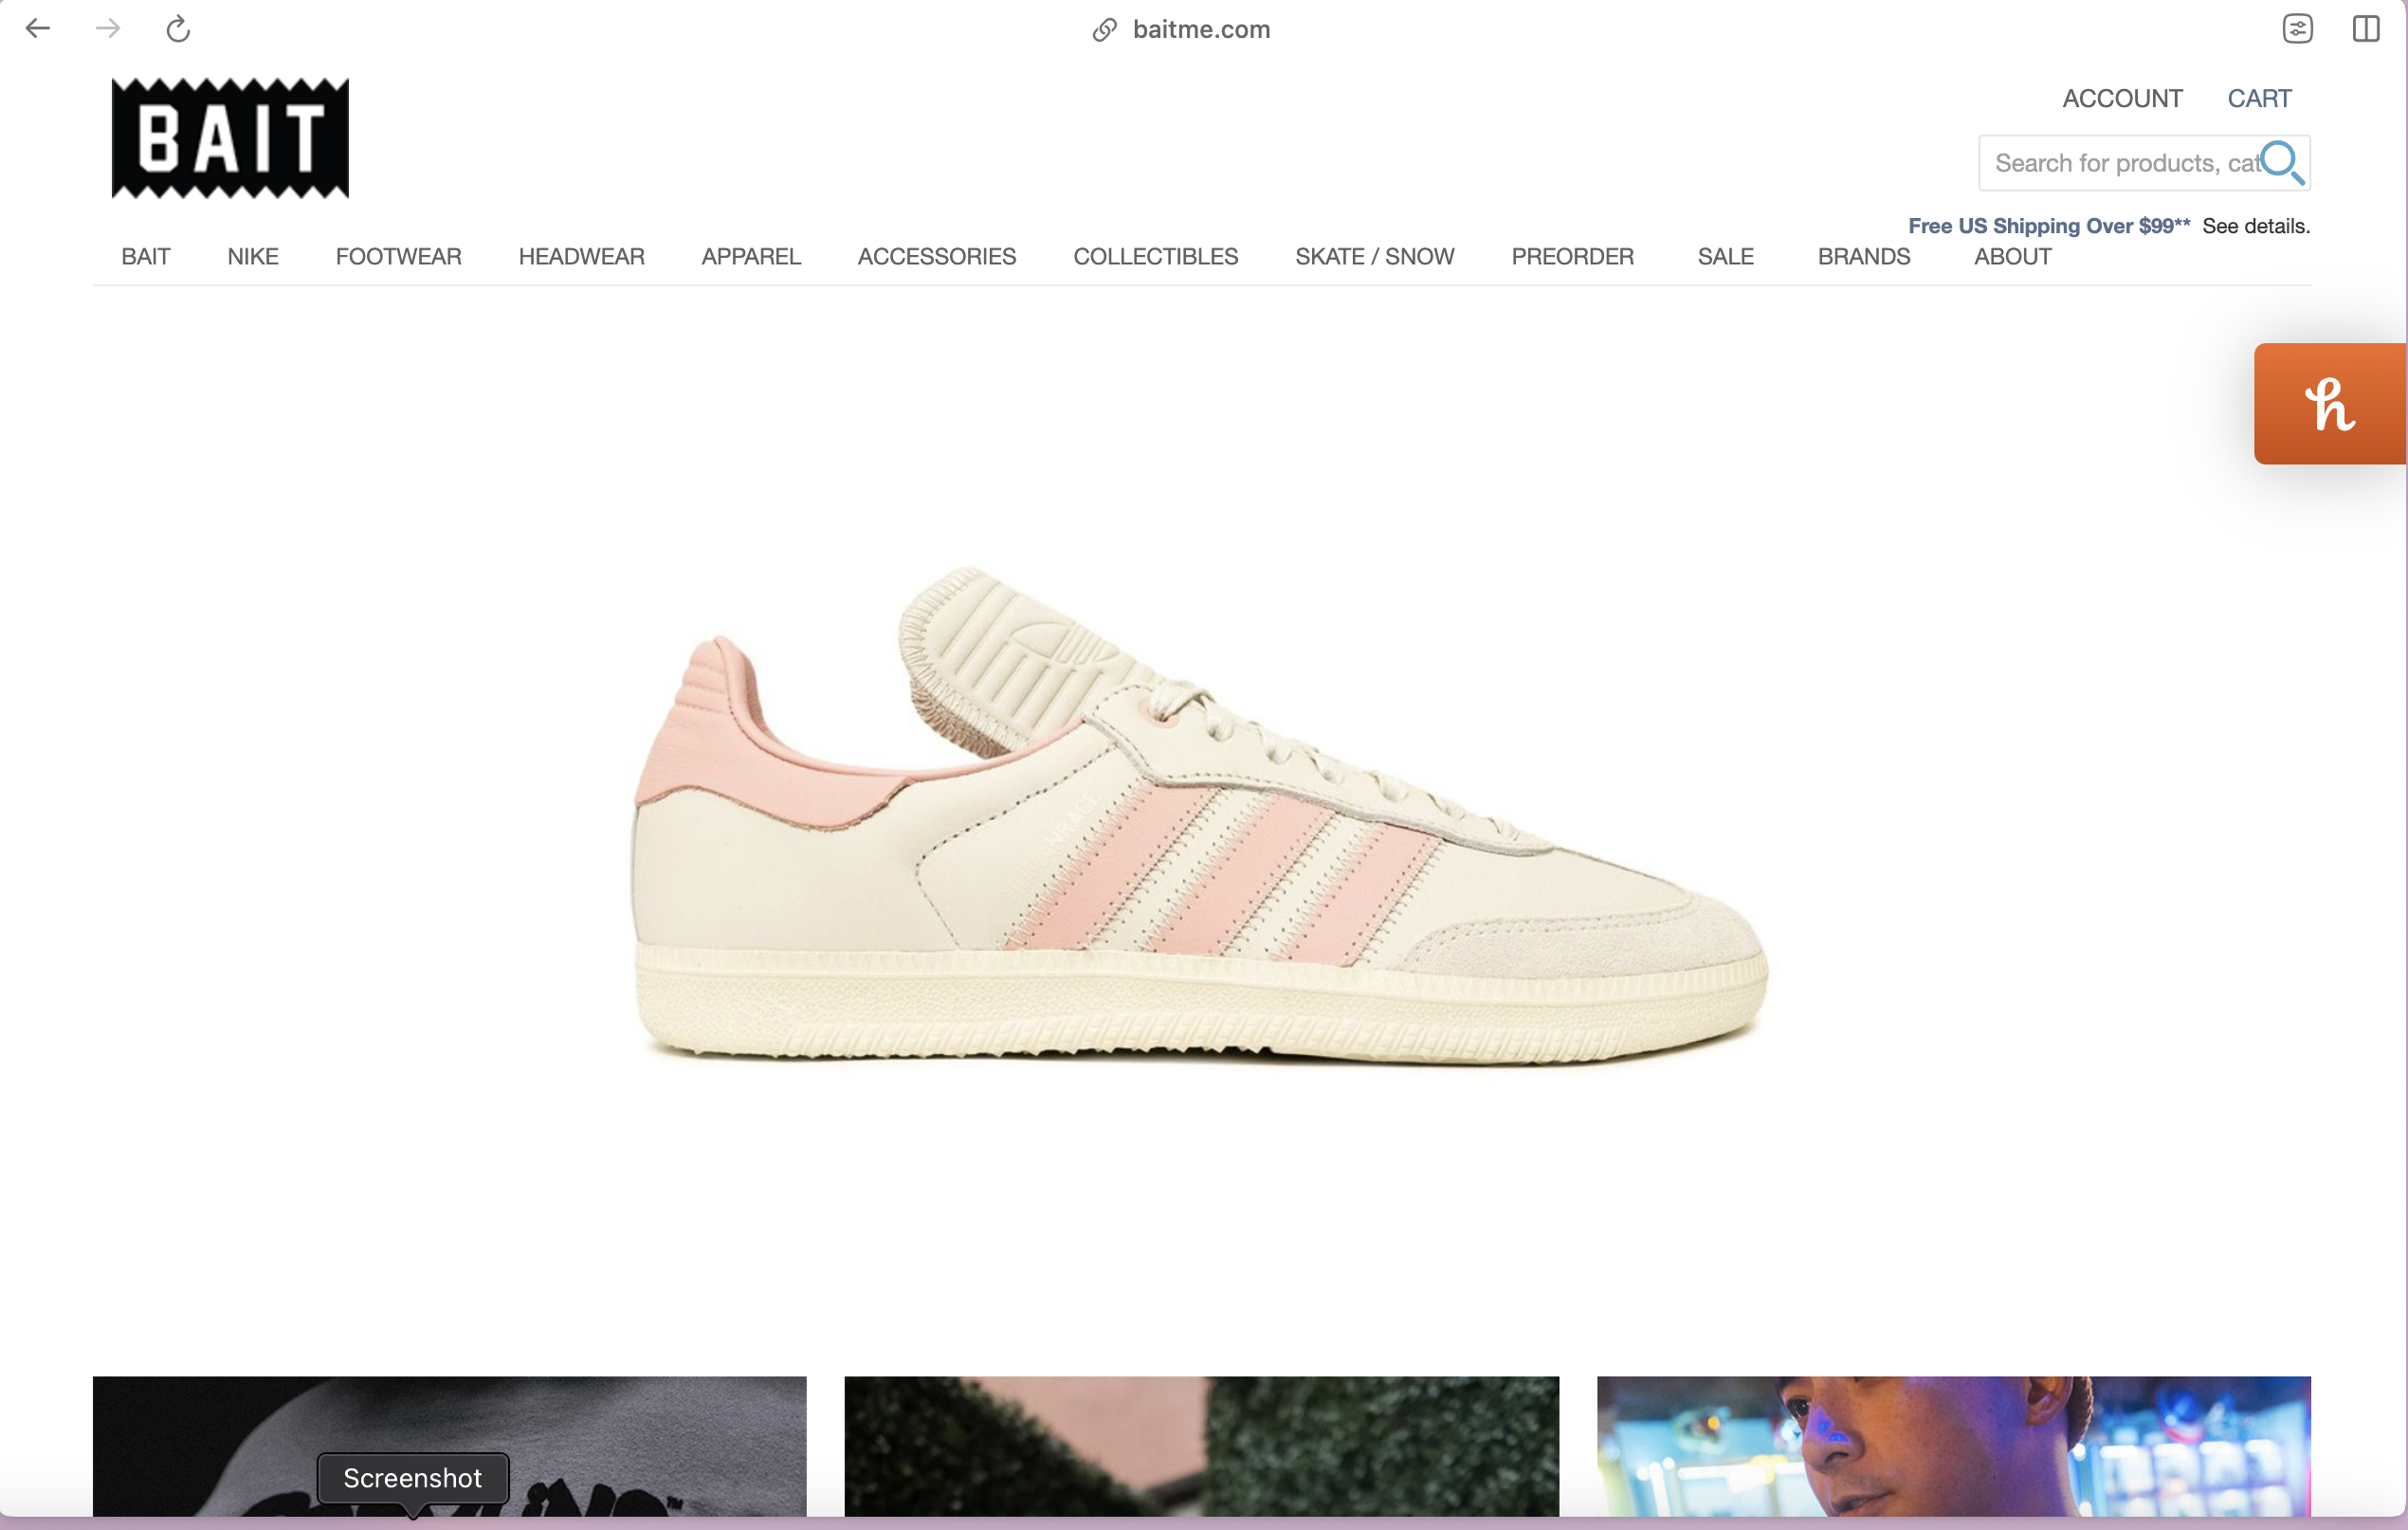 baitme.com
BAIT
ACCOUNT CART
Search for products, cat
Free US Shipping Over $99** See details.
BAIT NIKE FOOTWEAR HEADWEAR APPAREL ACCESSORIES COLLECTIBLES SKATE / SNOW PREORDER SALE BRANDS ABOUT
h
Screenshot